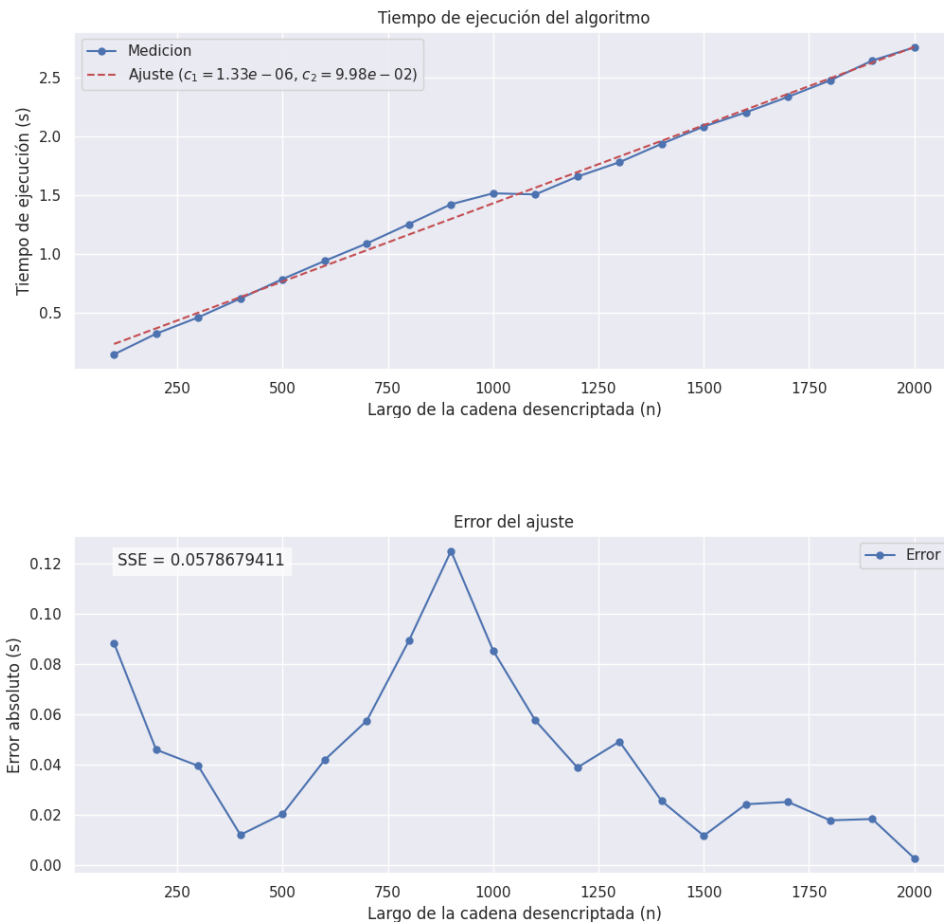 Tiempo de ejecución del algoritmo
Medicion
Ajuste (c₁ = 1.33e − 06, c₂ = 9.98e − 02)
Tiempo de ejecución (s)
2.5
2.0
1.5
1.0
0.5
250 500 750 1000 1250 1500 1750 2000
Largo de la cadena desencriptada (n)
Error del ajuste
SSE = 0.0578679411
Error
Error absoluto (s)
0.12
0.10
0.08
0.06
0.04
0.02
0.00
250 500 750 1000 1250 1500 1750 2000
Largo de la cadena desencriptada (n)